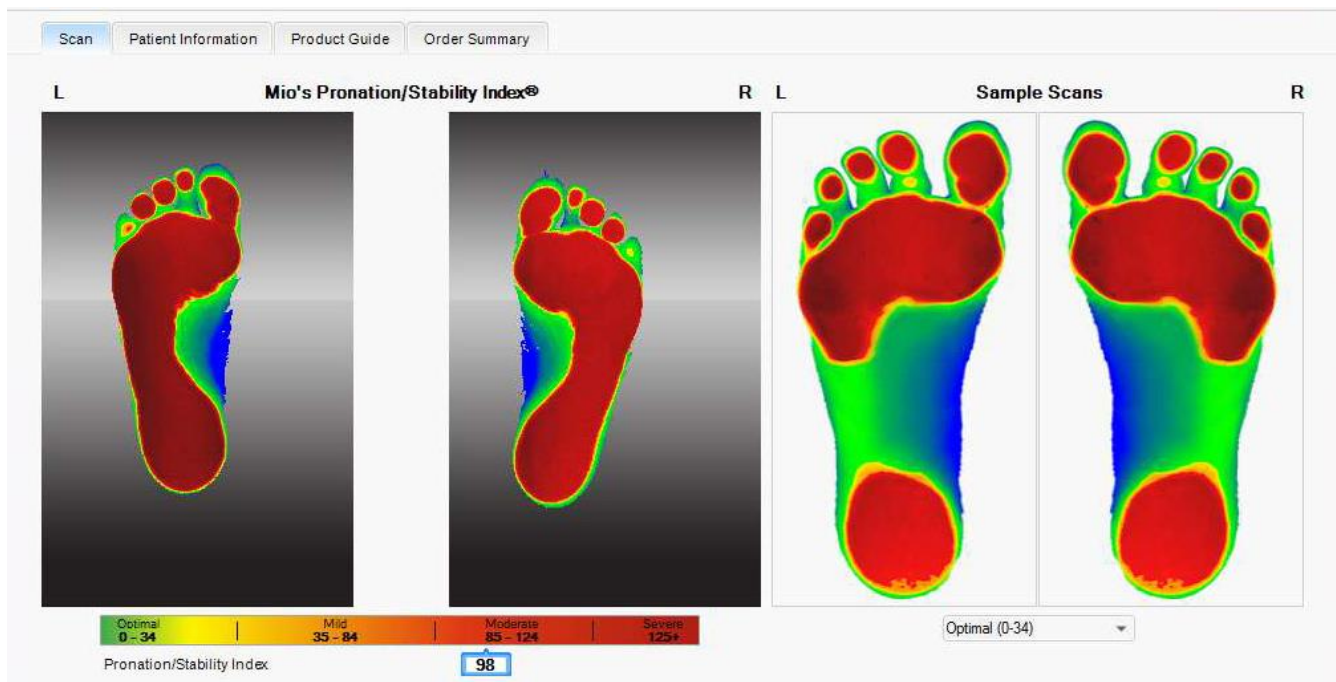 Scan Patient Information Product Guide Order Summary
L Mio's Pronation/Stability Index® R L Sample Scans R
Optimal Mild Moderate Severe
0 - 34 35 - 84 85 - 124 125+
Optimal (0-34)
Pronation/Stability Index 98